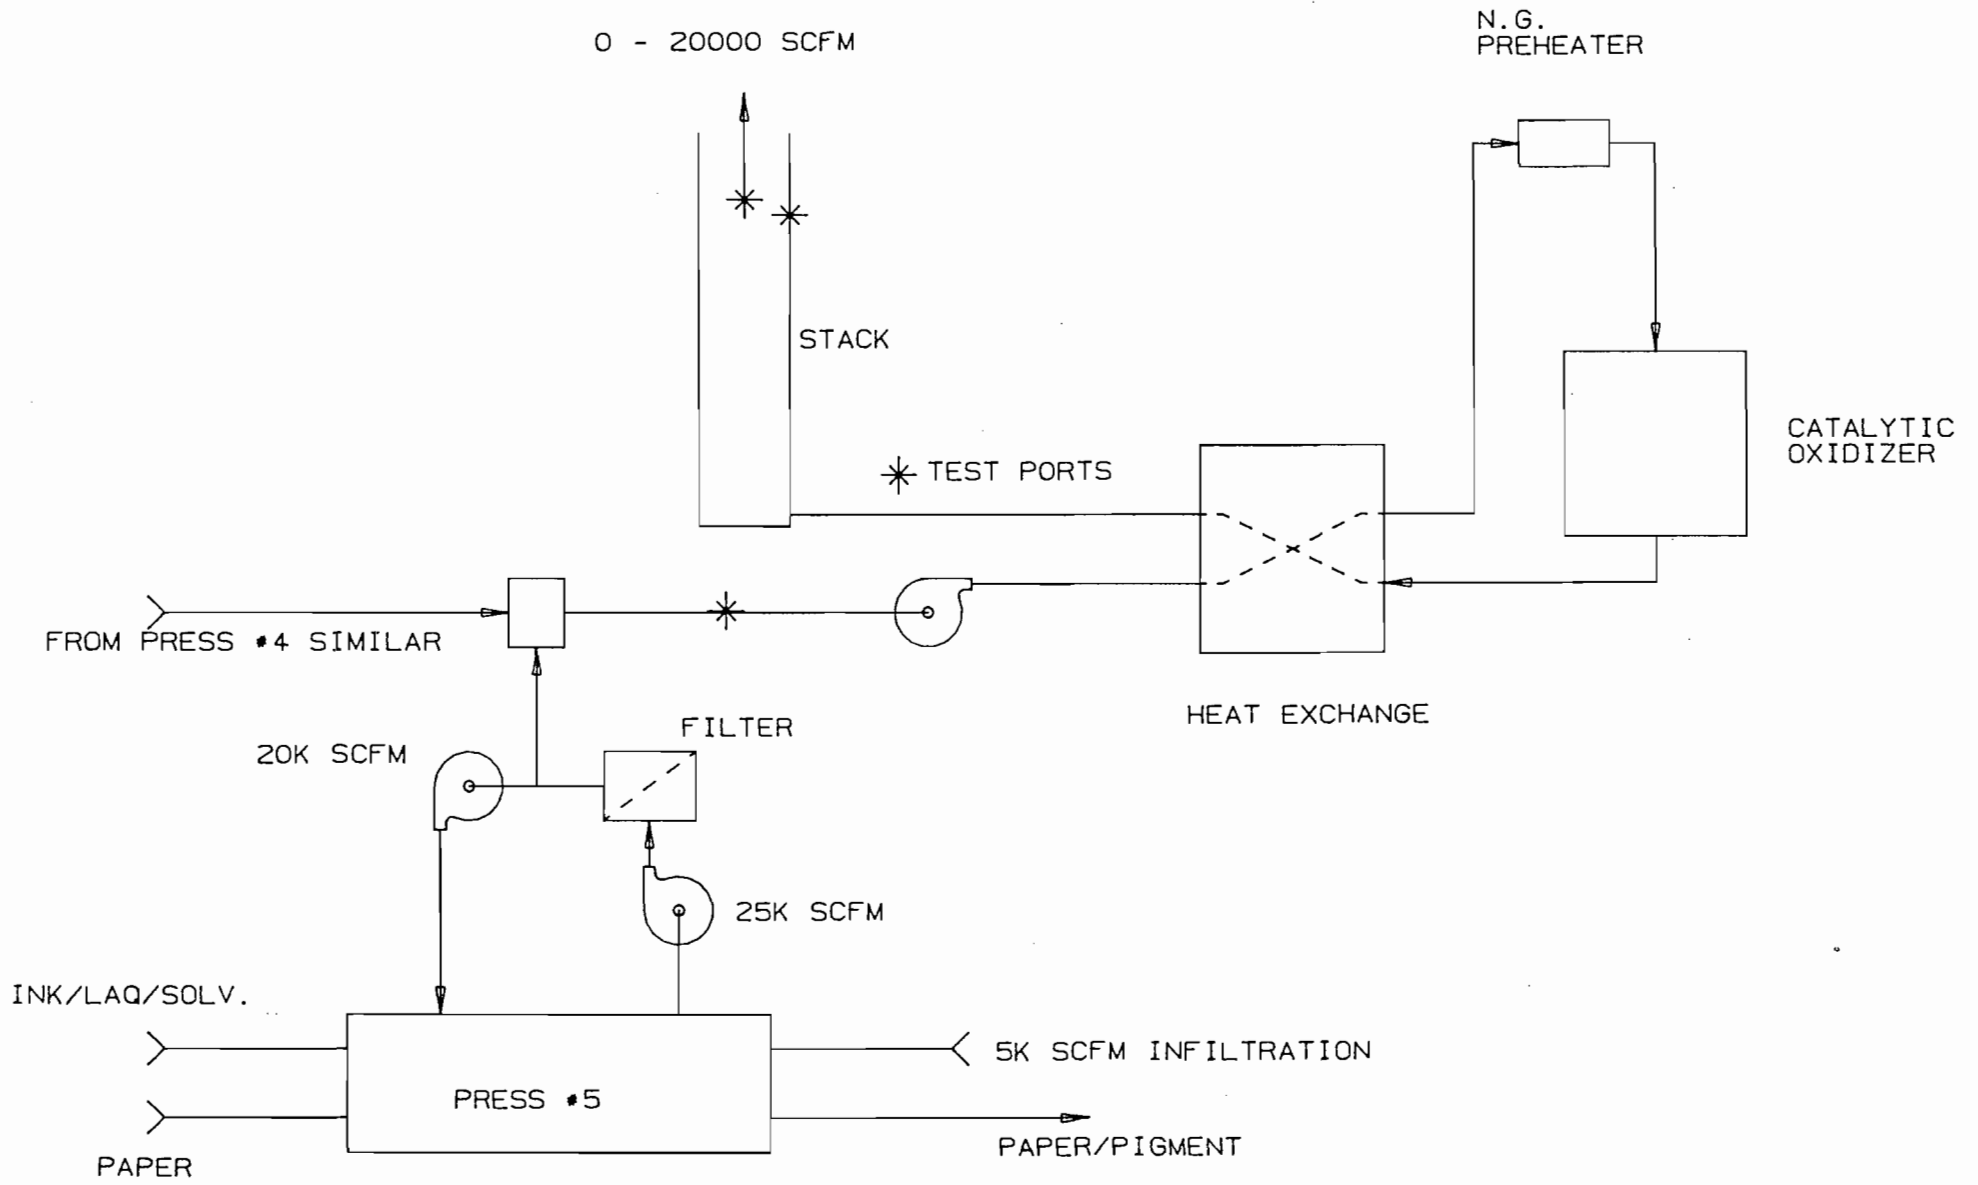 N.G.
PREHEATER
0 - 20000 SCFM
STACK
CATALYTIC
OXIDIZER
TEST PORTS
FROM PRESS #4 SIMILAR
HEAT EXCHANGE
FILTER
20K SCFM
25K SCFM
INK/LAQ/SOLV.
5K SCFM INFILTRATION
PRESS #5
PAPER/PIGMENT
PAPER